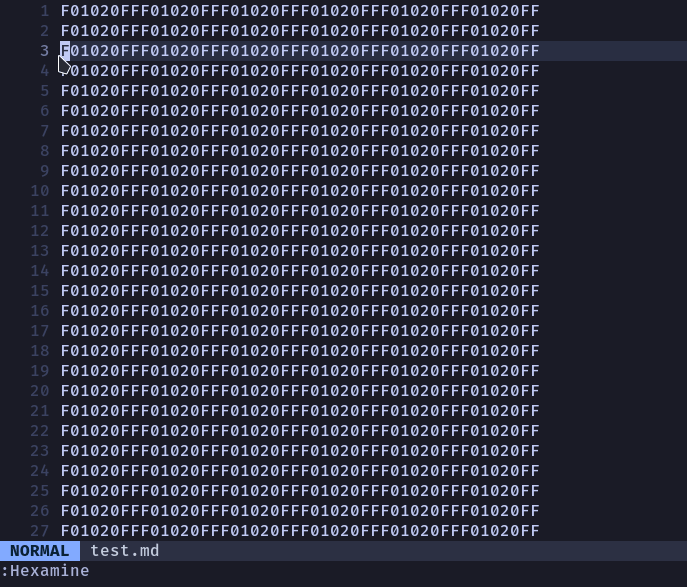 1 F01020FFF01020FFF01020FFF01020FFF01020FFF01020FF
2 F01020FFF01020FFF01020FFF01020FFF01020FFF01020FF
3 F01020FFF01020FFF01020FFF01020FFF01020FFF01020FF
4 F01020FFF01020FFF01020FFF01020FFF01020FFF01020FF
5 F01020FFF01020FFF01020FFF01020FFF01020FFF01020FF
6 F01020FFF01020FFF01020FFF01020FFF01020FFF01020FF
7 F01020FFF01020FFF01020FFF01020FFF01020FFF01020FF
8 F01020FFF01020FFF01020FFF01020FFF01020FFF01020FF
9 F01020FFF01020FFF01020FFF01020FFF01020FFF01020FF
10 F01020FFF01020FFF01020FFF01020FFF01020FFF01020FF
11 F01020FFF01020FFF01020FFF01020FFF01020FFF01020FF
12 F01020FFF01020FFF01020FFF01020FFF01020FFF01020FF
13 F01020FFF01020FFF01020FFF01020FFF01020FFF01020FF
14 F01020FFF01020FFF01020FFF01020FFF01020FFF01020FF
15 F01020FFF01020FFF01020FFF01020FFF01020FFF01020FF
16 F01020FFF01020FFF01020FFF01020FFF01020FFF01020FF
17 F01020FFF01020FFF01020FFF01020FFF01020FFF01020FF
18 F01020FFF01020FFF01020FFF01020FFF01020FFF01020FF
19 F01020FFF01020FFF01020FFF01020FFF01020FFF01020FF
20 F01020FFF01020FFF01020FFF01020FFF01020FFF01020FF
21 F01020FFF01020FFF01020FFF01020FFF01020FFF01020FF
22 F01020FFF01020FFF01020FFF01020FFF01020FFF01020FF
23 F01020FFF01020FFF01020FFF01020FFF01020FFF01020FF
24 F01020FFF01020FFF01020FFF01020FFF01020FFF01020FF
25 F01020FFF01020FFF01020FFF01020FFF01020FFF01020FF
26 F01020FFF01020FFF01020FFF01020FFF01020FFF01020FF
27 F01020FFF01020FFF01020FFF01020FFF01020FFF01020FF
NORMAL test.md
:Hexamine